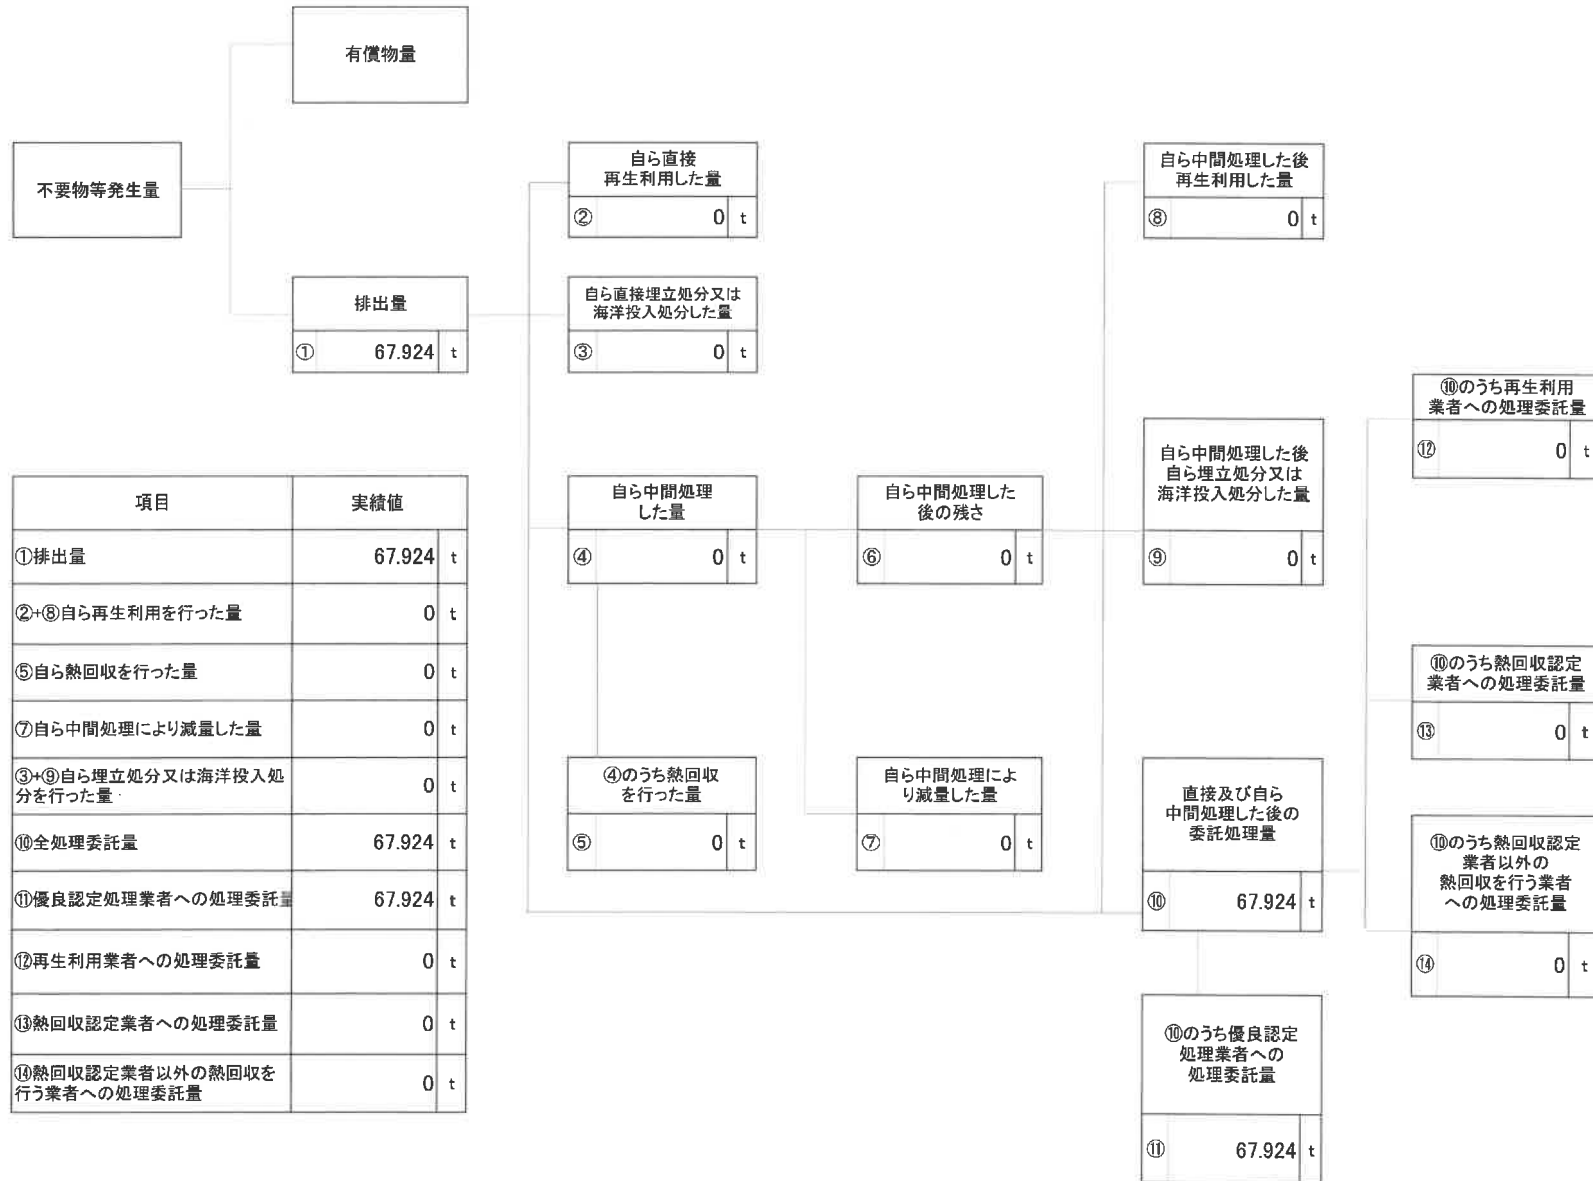 有償物量
不要物等発生量
排出量
① 67.924 t
自ら直接
再生利用した量
② 0 t
自ら直接埋立処分又は
海洋投入処分した量
③ 0 t
自ら中間処理
した量
④ 0 t
④のうち熱回収
を行った量
⑤ 0 t
自ら中間処理した
後の残さ
⑥ 0 t
自ら中間処理によ
り減量した量
⑦ 0 t
自ら中間処理した後
再生利用した量
⑧ 0 t
自ら中間処理した後
自ら埋立処分又は
海洋投入処分した量
⑨ 0 t
直接及び自ら
中間処理した後の
委託処理量
⑩ 67.924 t
⑩のうち優良認定
処理業者への
処理委託量
⑪ 67.924 t
⑩のうち再生利用
業者への処理委託量
⑫ 0 t
⑩のうち熱回収認定
業者への処理委託量
⑬ 0 t
⑩のうち熱回収認定
業者以外の
熱回収を行う業者
への処理委託量
⑭ 0 t
項目 実績値
①排出量 67.924 t
②+⑧自ら再生利用を行った量 0 t
⑤自ら熱回収を行った量 0 t
⑦自ら中間処理により減量した量 0 t
③+⑨自ら埋立処分又は海洋投入処
分を行った量 0 t
⑩全処理委託量 67.924 t
⑪優良認定処理業者への処理委託量 67.924 t
⑫再生利用業者への処理委託量 0 t
⑬熱回収認定業者への処理委託量 0 t
⑭熱回収認定業者以外の熱回収を
行う業者への処理委託量 0 t